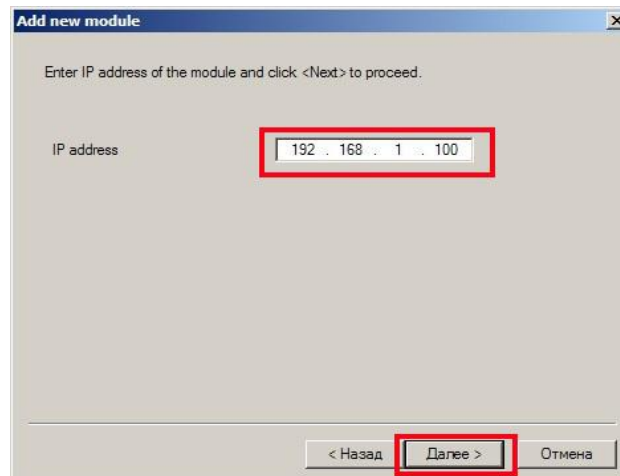 Add new module
Enter IP address of the module and click <Next> to proceed.
IP address 192 . 168 . 1 . 100
< Назад Далее > Отмена